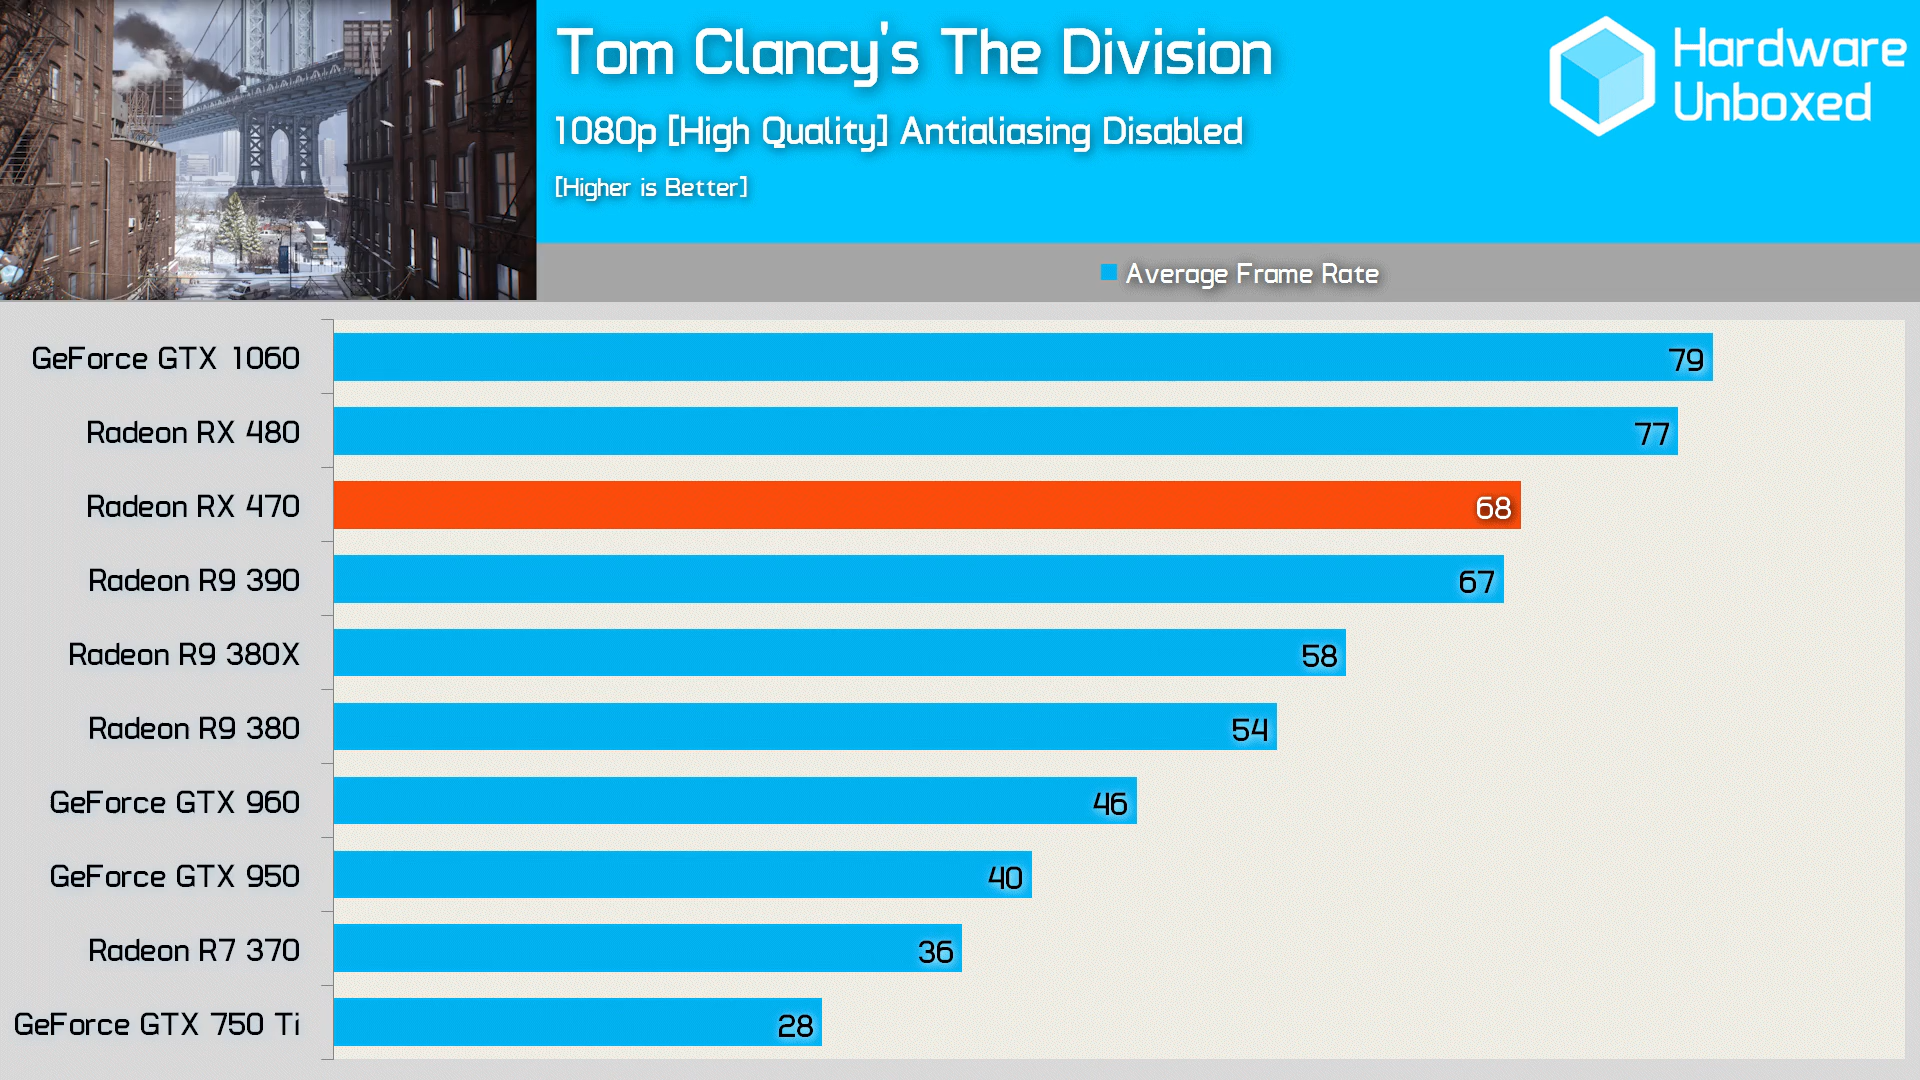 Tom Clancy's The Division
Hardware
Unboxed
1080p [High Quality] Antialiasing Disabled
[Higher is Better]
Average Frame Rate
GeForce GTX 1060 79
Radeon RX 480 77
Radeon RX 470 68
Radeon R9 390 67
Radeon R9 380X 58
Radeon R9 380 54
GeForce GTX 960 46
GeForce GTX 950 40
Radeon R7 370 36
GeForce GTX 750 Ti 28